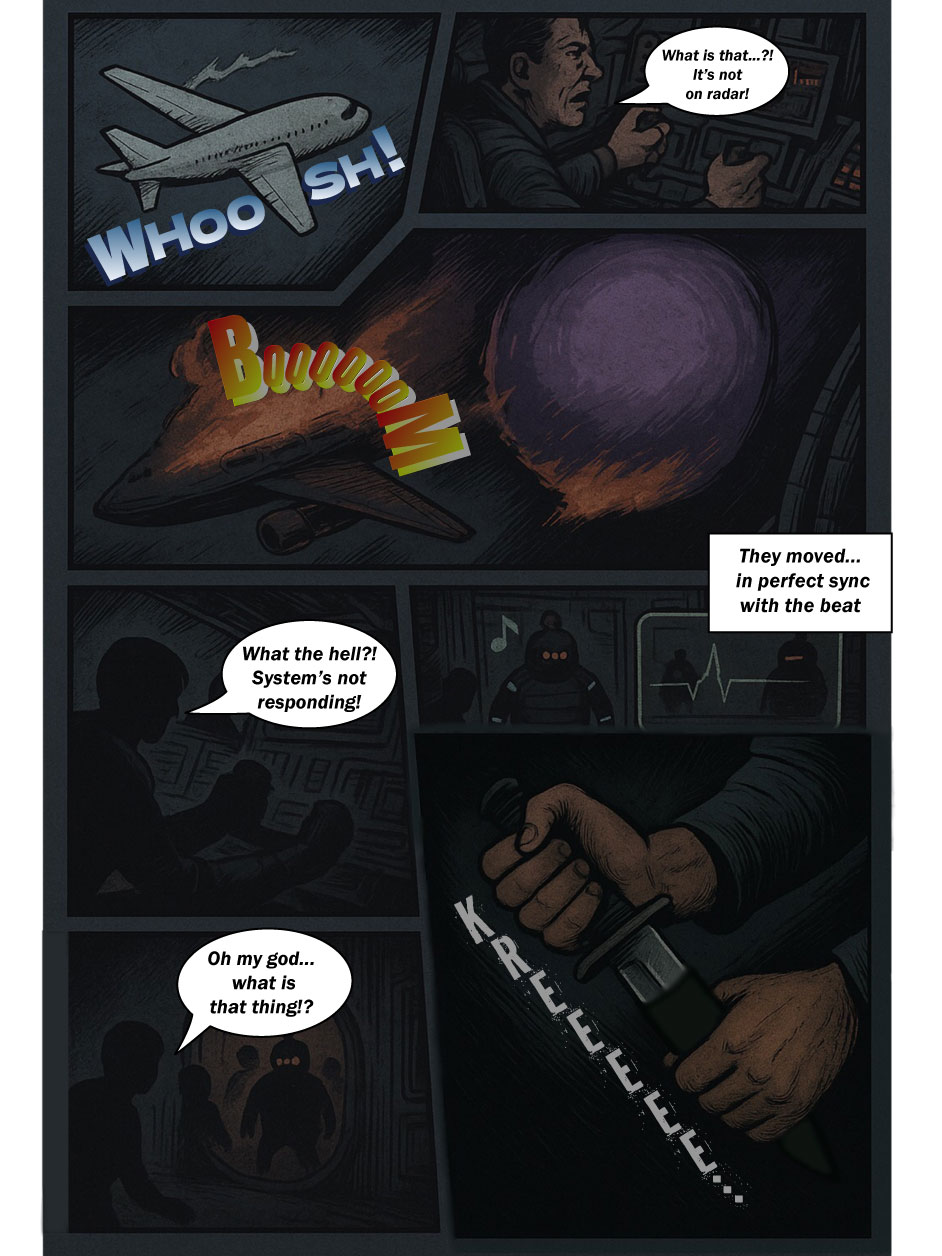 WHOOSH!
What is that...?!
It's not
on radar!
BOOOOOOOM
They moved...
in perfect sync
with the beat
What the hell?!
System's not
responding!
Oh my god...
what is
that thing!?
KREEEEEE...